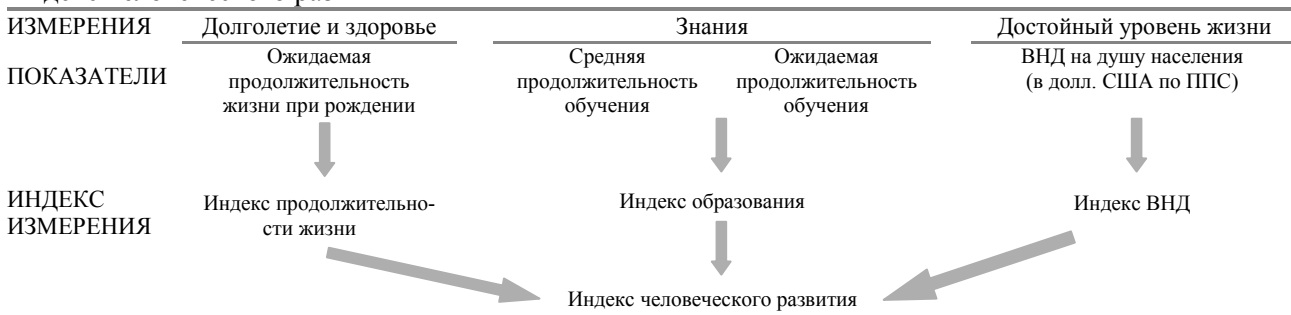 ИЗМЕРЕНИЯ Долголетие и здоровье Знания Достойный уровень жизни
ПОКАЗАТЕЛИ
Ожидаемая
продолжительность
жизни при рождении
Средняя
продолжительность
обучения
Ожидаемая
продолжительность
обучения
ВНД на душу населения
(в долл. США по ППС)
ИНДЕКС
ИЗМЕРЕНИЯ
Индекс продолжительно-
сти жизни
Индекс образования
Индекс ВНД
Индекс человеческого развития